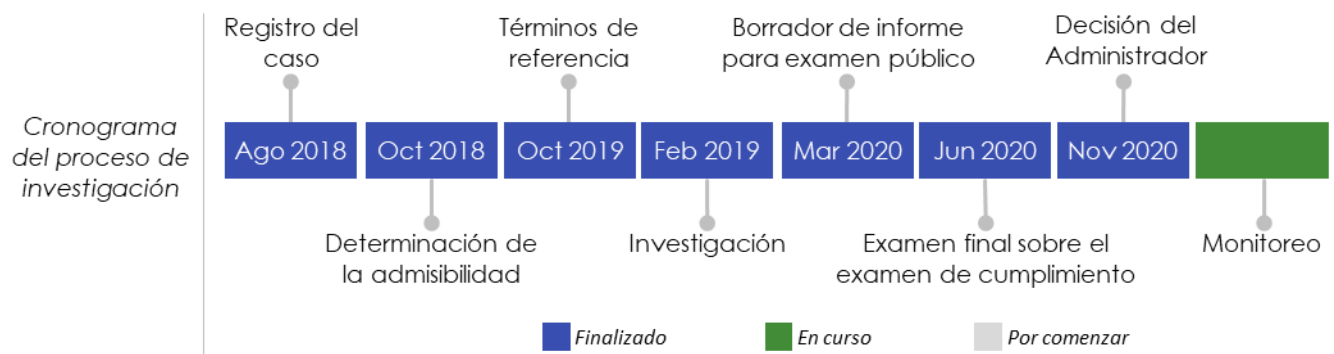 Cronograma
del proceso de
investigación
Registro del
caso
Términos de
referencia
Borrador de informe
para examen público
Decisión del
Administrador
Ago 2018
Oct 2018
Oct 2019
Feb 2019
Mar 2020
Jun 2020
Nov 2020
Determinación de
la admisibilidad
Investigación
Examen final sobre el
examen de cumplimiento
Monitoreo
Finalizado
En curso
Por comenzar